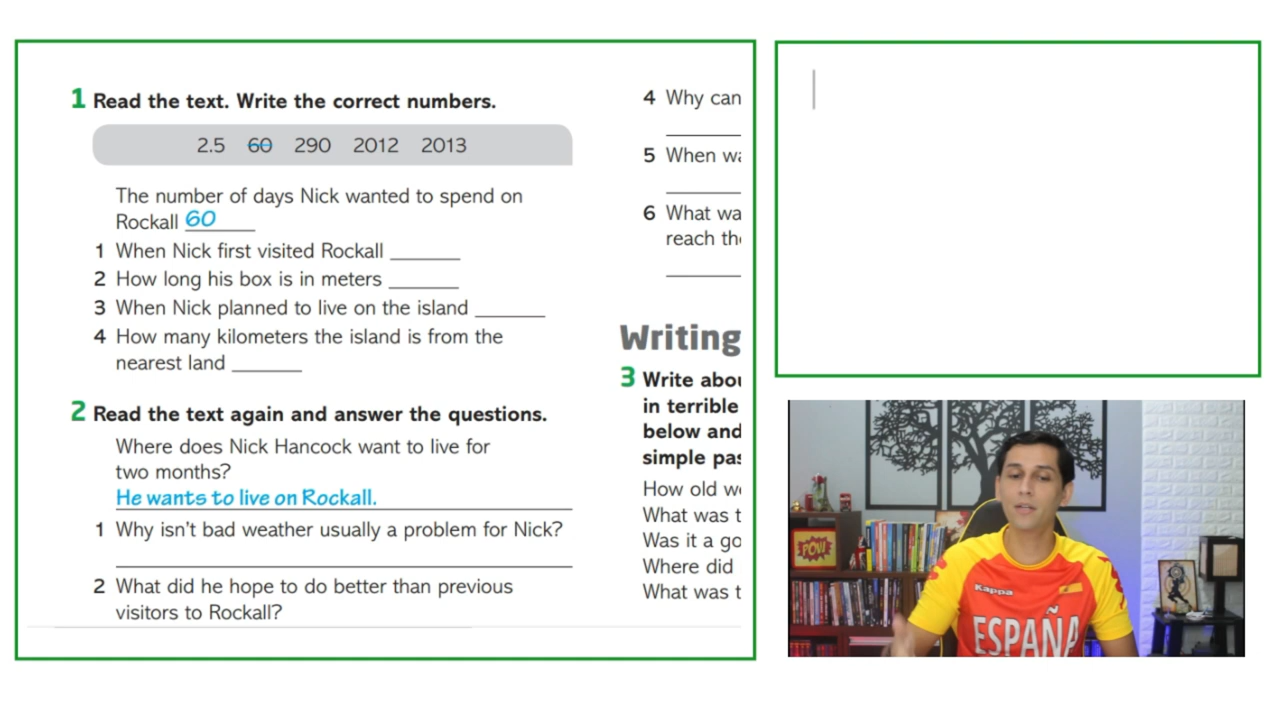 1 Read the text. Write the correct numbers.
2.5 60 290 2012 2013
The number of days Nick wanted to spend on
Rockall 60
1 When Nick first visited Rockall ______
2 How long his box is in meters ______
3 When Nick planned to live on the island ______
4 How many kilometers the island is from the
nearest land ______
2 Read the text again and answer the questions.
Where does Nick Hancock want to live for
two months?
He wants to live on Rockall.
1 Why isn't bad weather usually a problem for Nick?
2 What did he hope to do better than previous
visitors to Rockall?
4 Why can
5 When wa
6 What wa
reach the
Writing
3 Write abou
in terrible
below and
simple pas
How old we
What was t
Was it a go
Where did
What was t
POW
Kappa
Ñ
ESPAÑA